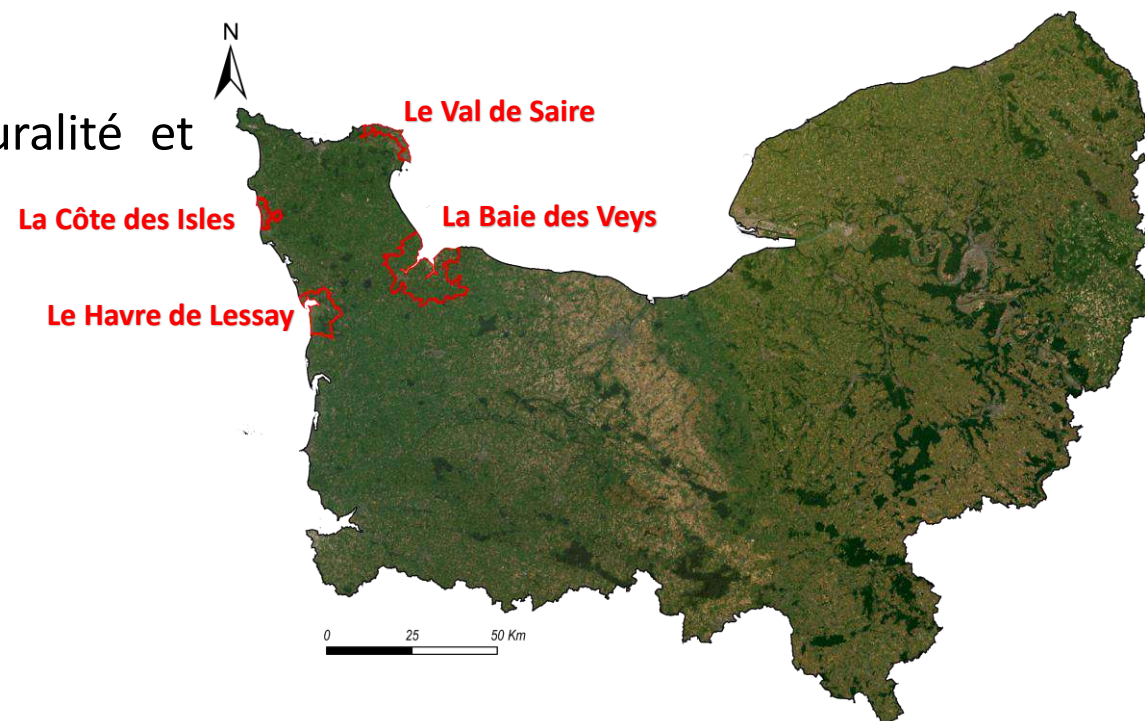 N
Le Val de Saire
uralité et
La Côte des Isles
La Baie des Veys
Le Havre de Lessay
0 25 50 Km